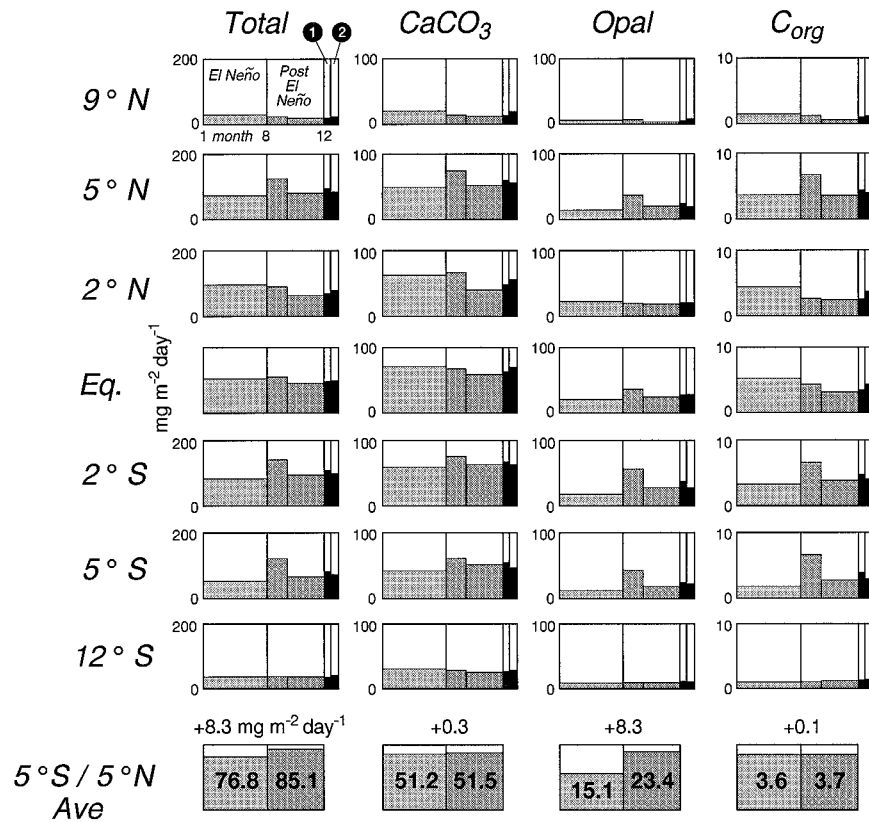 Total CaCO3 Opal Corg
1 2
200 100 100 10
El Neño Post El Neño
9° N
0 0 0 0
1 month 8 12
200 100 100 10
5° N
0 0 0 0
200 100 100 10
2° N
0 0 0 0
mg m-2 day-1
100 100 10
Eq.
0 0 0
200 100 100 10
2° S
0 0 0 0
200 100 100 10
5° S
0 0 0 0
200 100 100 10
12° S
0 0 0 0
+8.3 mg m-2 day-1 +0.3 +8.3 +0.1
5°S / 5°N Ave
76.8 85.1 51.2 51.5 15.1 23.4 3.6 3.7